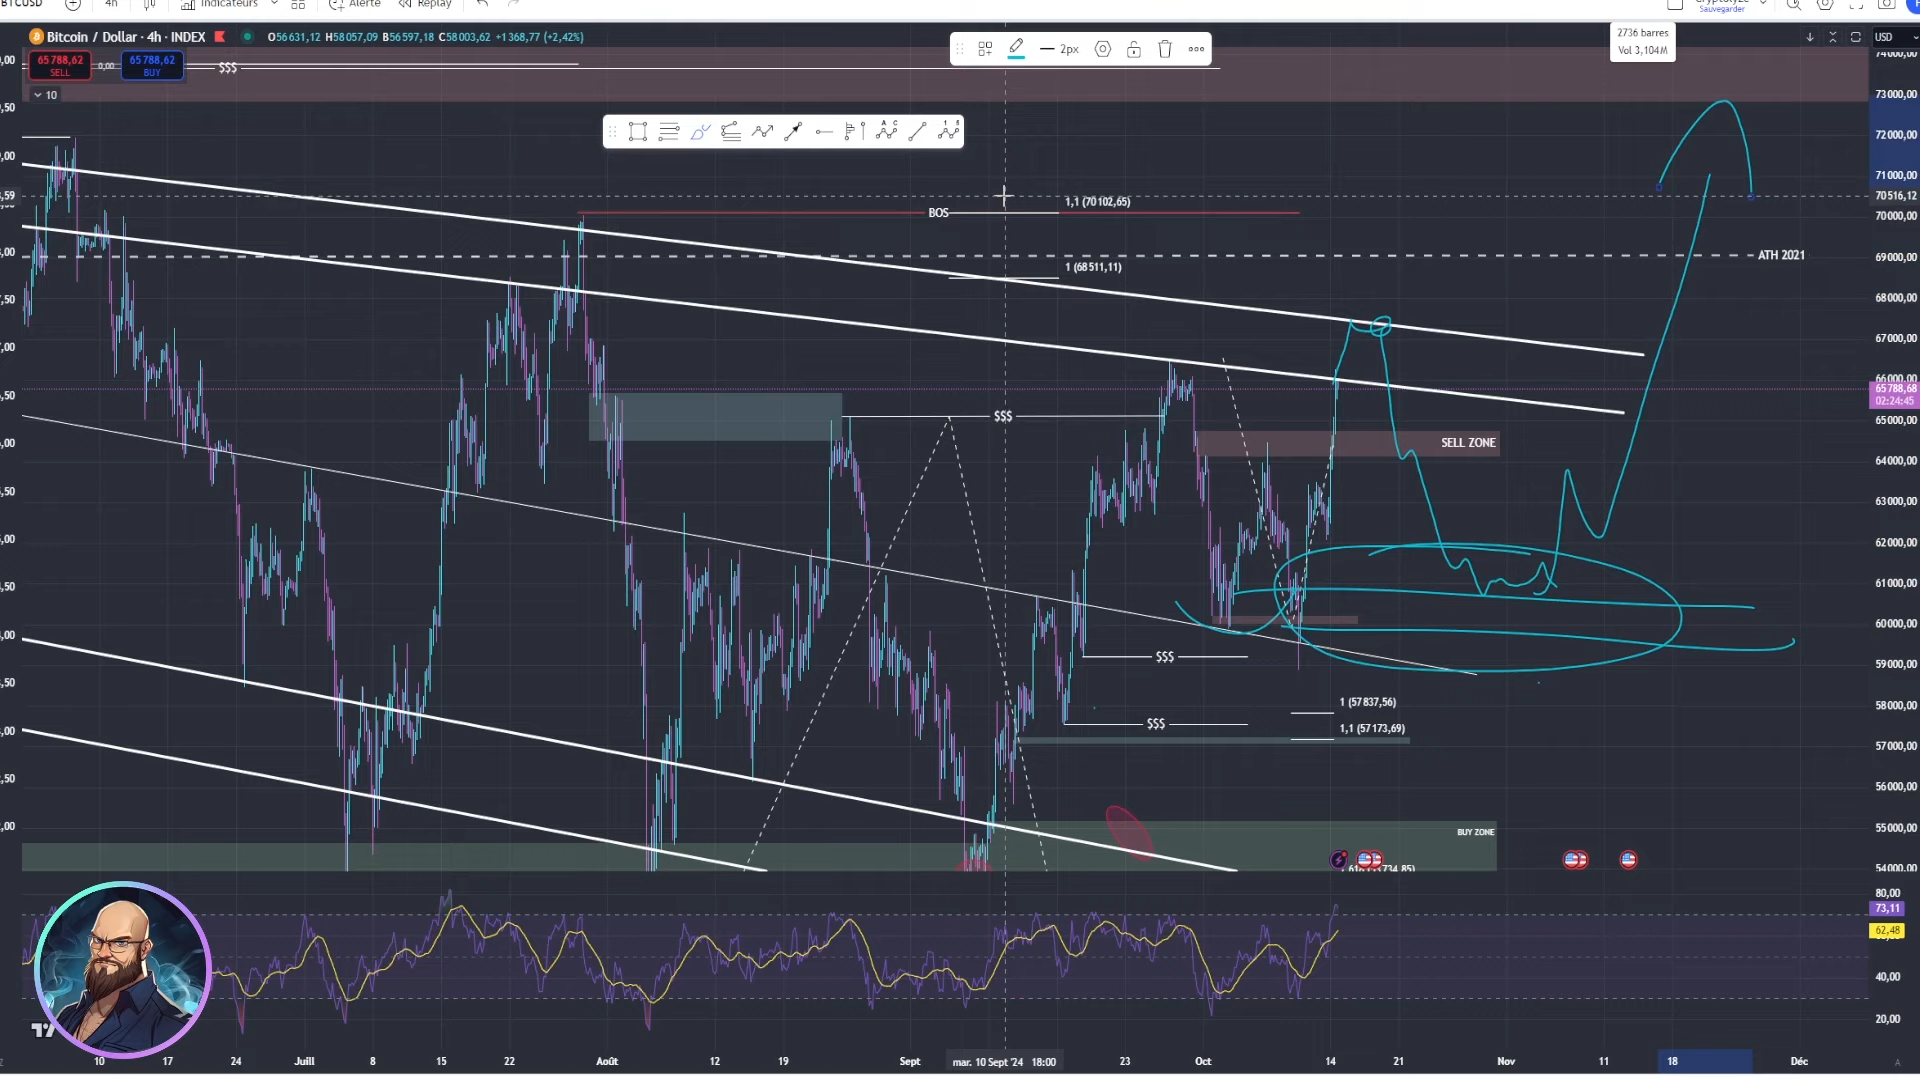 BTCUSD 4h Indicateurs Alerte Replay
Sauvegarder
Bitcoin / Dollar · 4h · INDEX O56 631,12 H58 057,09 B56 597,18 C58 003,62 +1 368,77 (+2,42%)
65 788,62 SELL
0,00
65 788,62 BUY
$$$
10
2px
2736 barres
Vol 3,104M
USD
A C
1 5
BOS
1,1 (70 102,65)
1 (68 511,11)
ATH 2021
$$$
SELL ZONE
$$$
$$$
1 (57 837,56)
1,1 (57 173,69)
BUY ZONE
74 000,00
73 000,00
72 000,00
71 000,00
70 516,12
70 000,00
69 000,00
68 000,00
67 000,00
66 000,00
65 788,68
02:24:45
65 000,00
64 000,00
63 000,00
62 000,00
61 000,00
60 000,00
59 000,00
58 000,00
57 000,00
56 000,00
55 000,00
54 000,00
80,00
73,11
62,48
40,00
20,00
10 17 24 Juill 8 15 22 Août 12 19 Sept mar. 10 Sept '24 18:00 23 Oct 14 21 Nov 11 18 Déc